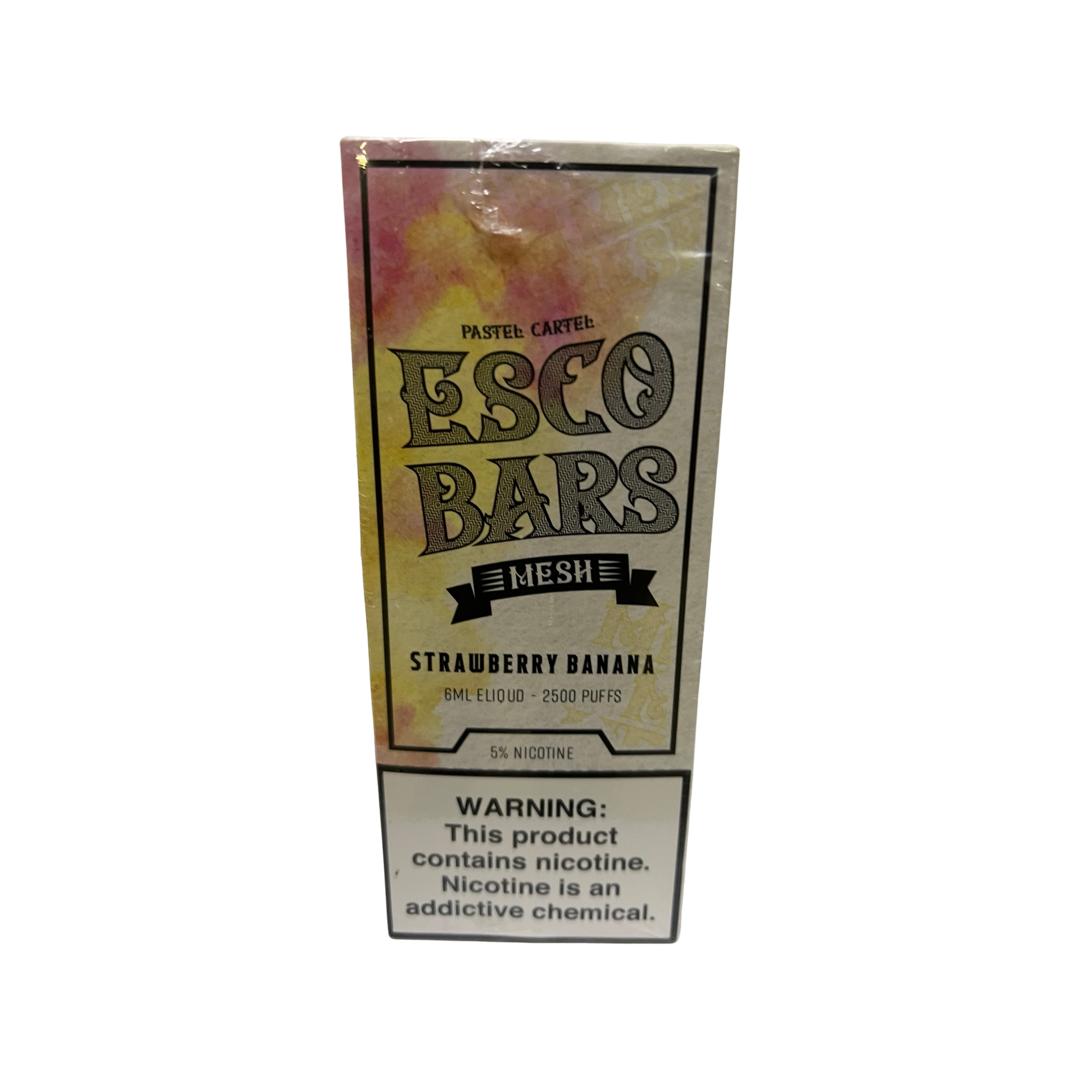 PASTEL CARTEL
ESCO
BARS
MESH
STRAWBERRY BANANA
6ML ELIQUD - 2500 PUFFS
5% NICOTINE
WARNING:
This product
contains nicotine.
Nicotine is an
addictive chemical.